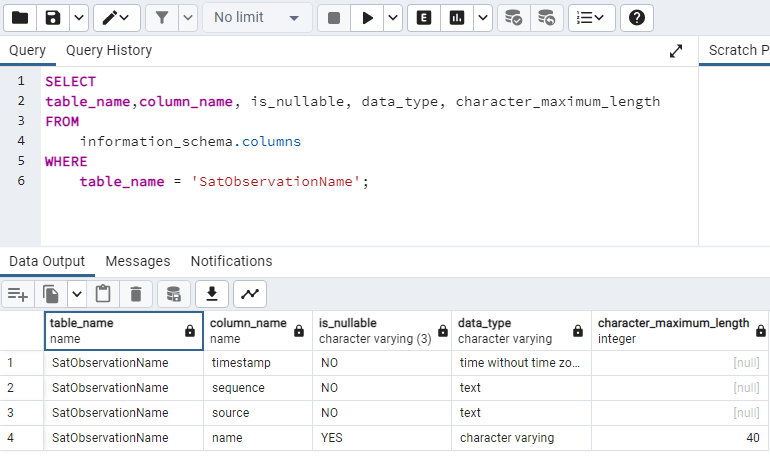 No limit
E
Query Query History Scratch P
1 SELECT
2 table_name,column_name, is_nullable, data_type, character_maximum_length
3 FROM
4 information_schema.columns
5 WHERE
6 table_name = 'SatObservationName';
Data Output Messages Notifications
table_name column_name is_nullable data_type character_maximum_length
name name character varying (3) character varying integer
1 SatObservationName timestamp NO time without time zo... [null]
2 SatObservationName sequence NO text [null]
3 SatObservationName source NO text [null]
4 SatObservationName name YES character varying 40